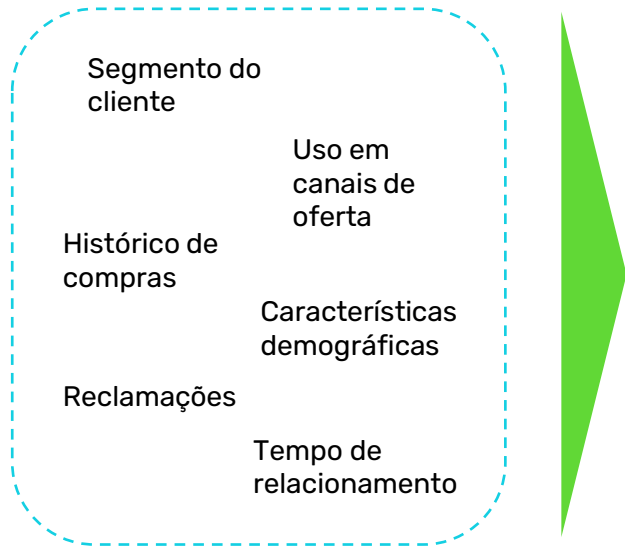 Segmento do
cliente
Uso em
canais de
oferta
Histórico de
compras
Características
demográficas
Reclamações
Tempo de
relacionamento